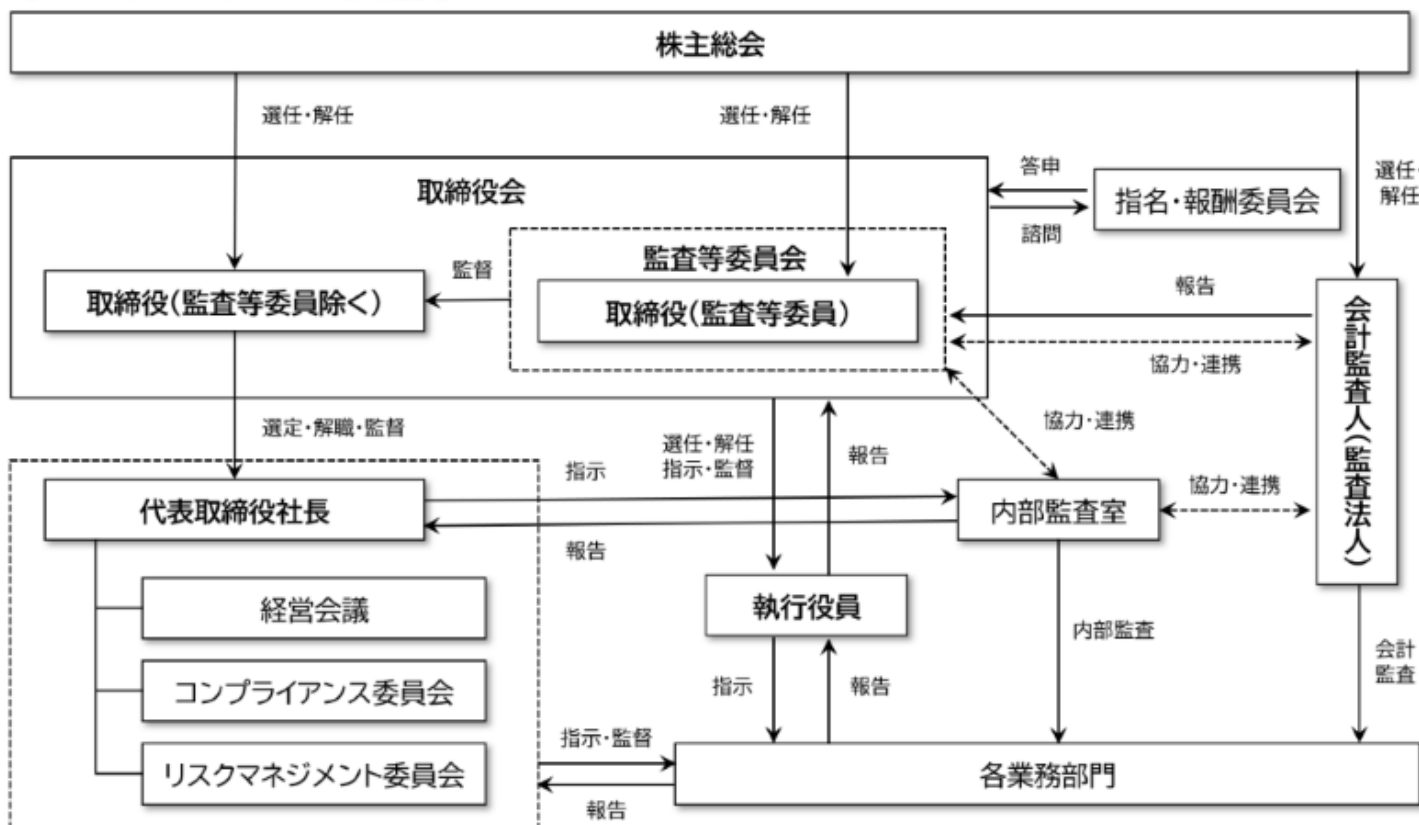 株主総会
選任・解任
選任・解任
選任・
解任
取締役会
答申
諮問
指名・報酬委員会
監査等委員会
取締役(監査等委員)
監督
取締役(監査等委員除く)
報告
協力・連携
会計監査人(監査法人)
選定・解職・監督
選任・解任
指示・監督
報告
協力・連携
代表取締役社長
指示
報告
内部監査室
協力・連携
経営会議
コンプライアンス委員会
リスクマネジメント委員会
執行役員
指示
報告
内部監査
会計
監査
指示・監督
報告
各業務部門